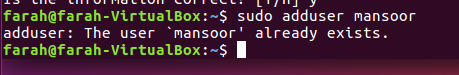 Is the information correct? [Y/n] y
farah@farah-VirtualBox:~$ sudo adduser mansoor
adduser: The user `mansoor' already exists.
farah@farah-VirtualBox:~$